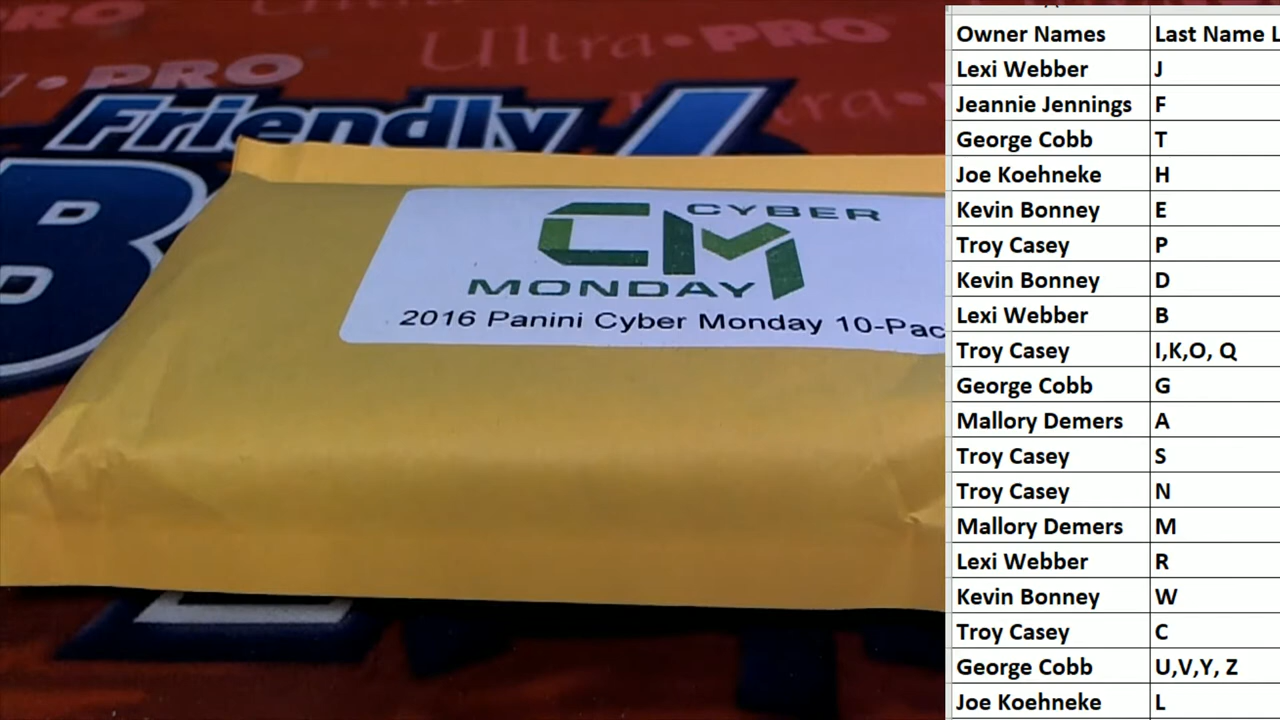 Ultra•PRO
PRO
Friendly
B
CYBER
CM
MONDAY
2016 Panini Cyber Monday 10-Pac
Owner Names Last Name L
Lexi Webber J
Jeannie Jennings F
George Cobb T
Joe Koehneke H
Kevin Bonney E
Troy Casey P
Kevin Bonney D
Lexi Webber B
Troy Casey I,K,O, Q
George Cobb G
Mallory Demers A
Troy Casey S
Troy Casey N
Mallory Demers M
Lexi Webber R
Kevin Bonney W
Troy Casey C
George Cobb U,V,Y, Z
Joe Koehneke L